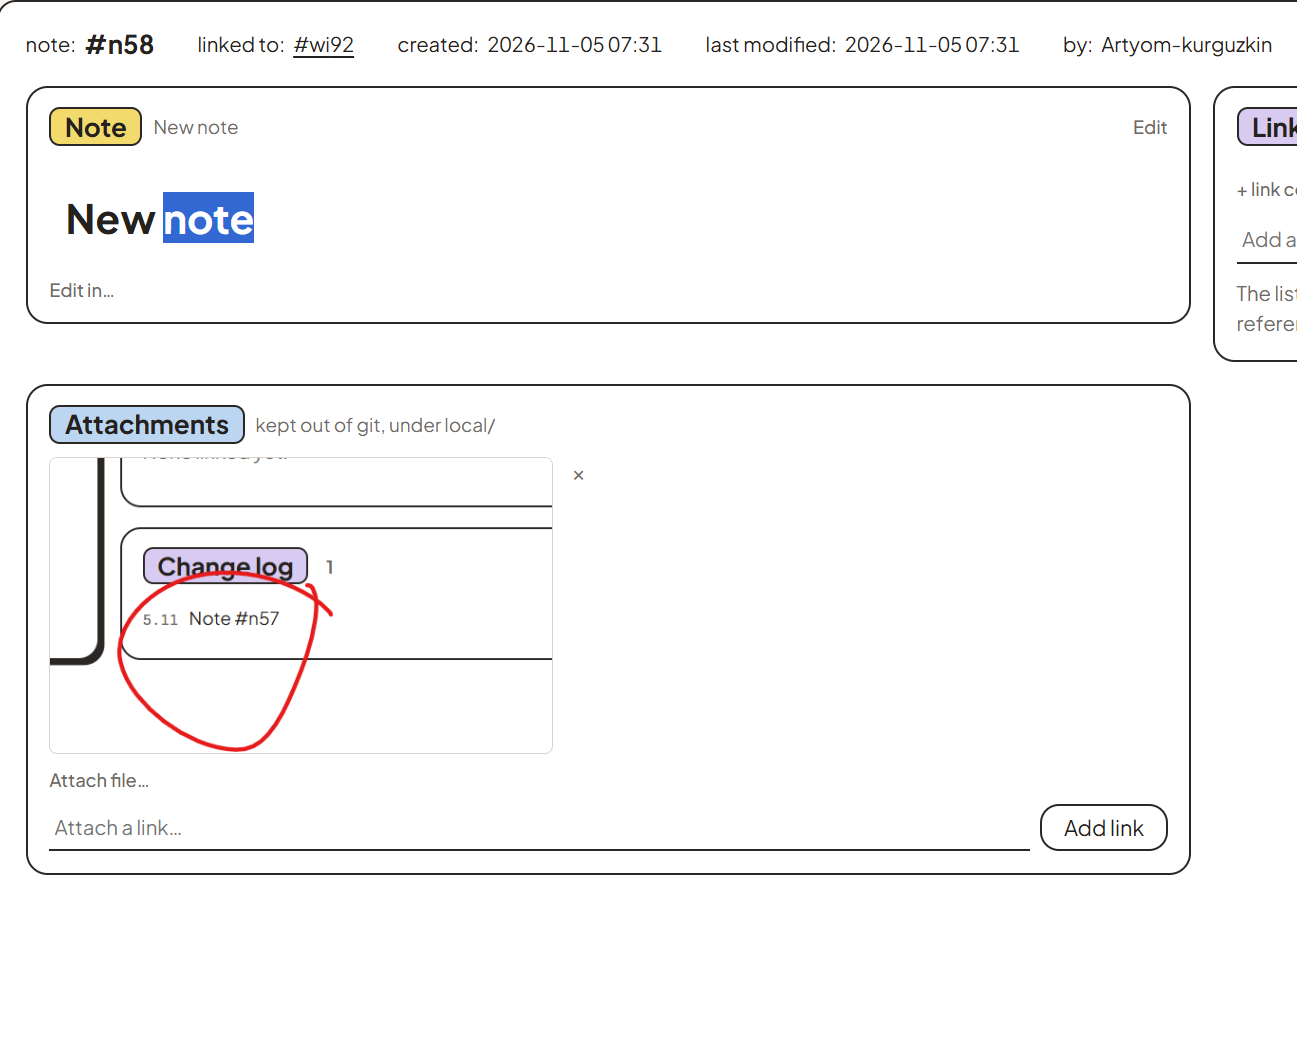 note: #n58 linked to: #wi92 created: 2026-11-05 07:31 last modified: 2026-11-05 07:31 by: Artyom-kurguzkin
Note New note Edit
New note
Edit in...
Link
+ link
Add a
The list
Attachments kept out of git, under local/
×
Change log 1
5.11 Note #n57
Attach file...
Attach a link...
Add link